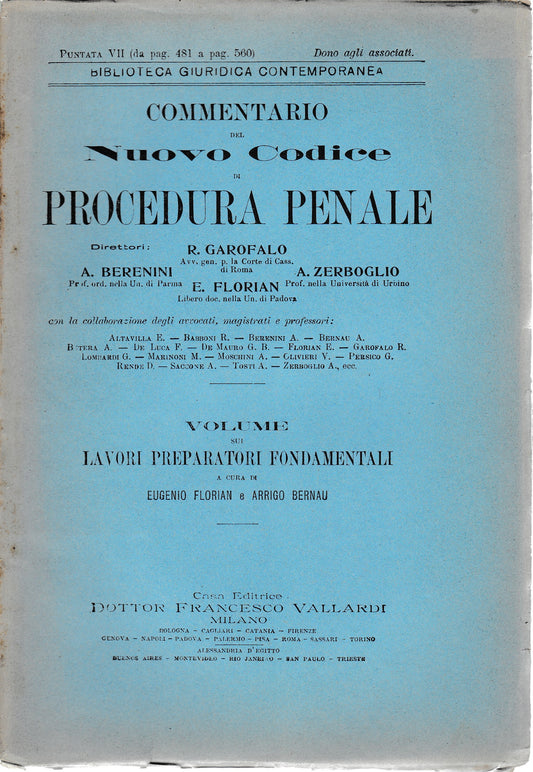 PUNTATA VII (da pag. 481 a pag. 560) Dono agli associati.
BIBLIOTECA GIURIDICA CONTEMPORANEA
COMMENTARIO
DEL
Nuovo Codice
DI
PROCEDURA PENALE
Direttori:
R. GAROFALO
Avv. gen. p. la Corte di Cass.
di Roma
A. BERENINI
Prof. ord. nella Un. di Parma
A. ZERBOGLIO
Prof. nella Università di Urbino
E. FLORIAN
Libero doc. nella Un. di Padova
con la collaborazione degli avvocati, magistrati e professori:
ALTAVILLA E. — BABBONI R. — BERENINI A. — BERNAU A.
BUTERA A. — DE LUCA F. — DE MAURO G. B. — FLORIAN E. — GAROFALO R.
LOMBARDI G. — MARINONI M. — MOSCHINI A. — OLIVIERI V. — PERSICO G.
RENDE D. — SACCONE A. — TOSTI A. — ZERBOGLIO A., ecc.
VOLUME
SUI
LAVORI PREPARATORI FONDAMENTALI
A CURA DI
EUGENIO FLORIAN e ARRIGO BERNAU
Casa Editrice
DOTTOR FRANCESCO VALLARDI
MILANO
BOLOGNA – CAGLIARI – CATANIA – FIRENZE
GENOVA – NAPOLI – PADOVA – PALERMO – PISA – ROMA – SASSARI – TORINO
ALESSANDRIA D'EGITTO
BUENOS AIRES – MONTEVIDEO – RIO JANEIRO – SAN PAULO – TRIESTE